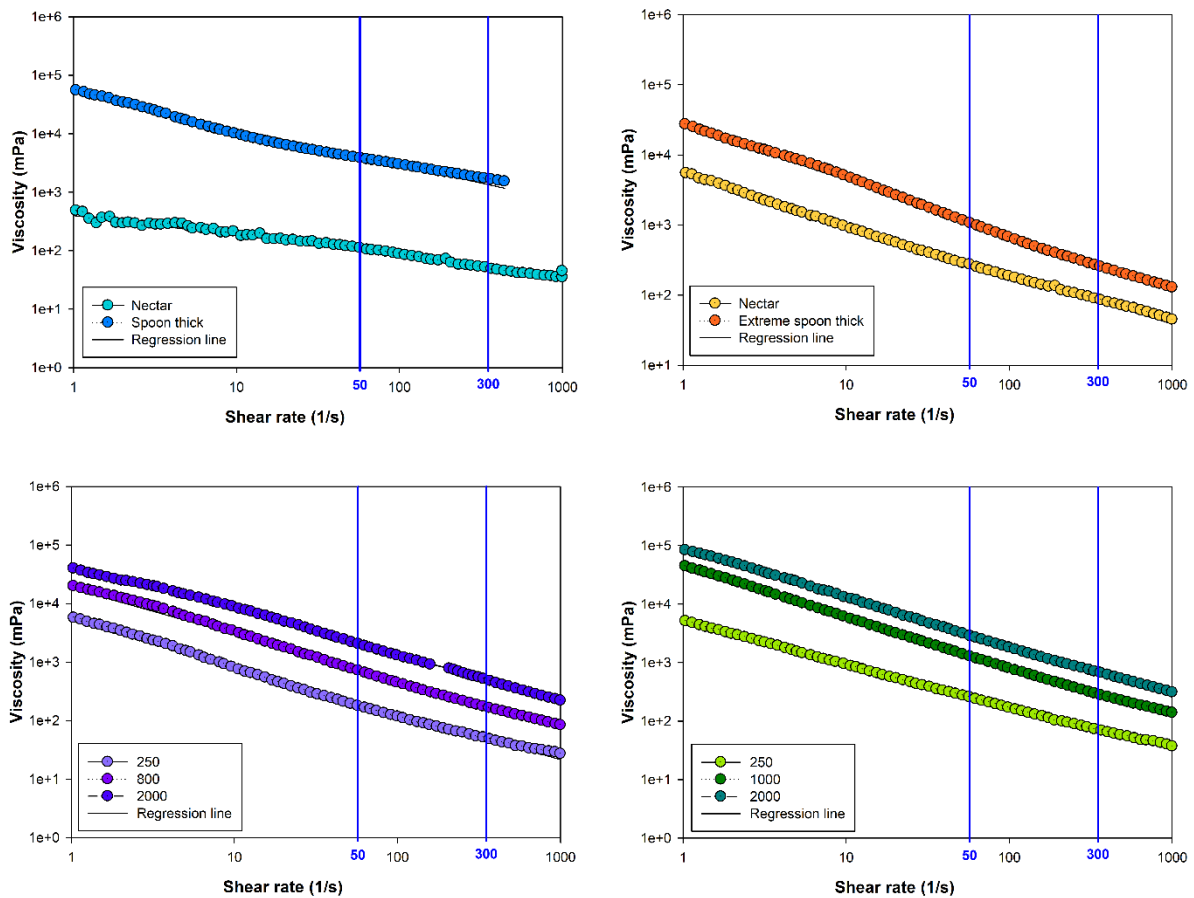 Viscosity (mPa)
1e+6
1e+5
1e+4
1e+3
1e+2
1e+1
1e+0
Nectar
Spoon thick
Regression line
1
10
50
100
300
1000
Shear rate (1/s)
Viscosity (mPa)
1e+6
1e+5
1e+4
1e+3
1e+2
1e+1
Nectar
Extreme spoon thick
Regression line
1
10
50
100
300
1000
Shear rate (1/s)
Viscosity (mPa)
1e+6
1e+5
1e+4
1e+3
1e+2
1e+1
1e+0
250
800
2000
Regression line
1
10
50
100
300
1000
Shear rate (1/s)
Viscosity (mPa)
1e+6
1e+5
1e+4
1e+3
1e+2
1e+1
1e+0
250
1000
2000
Regression line
1
10
50
100
300
1000
Shear rate (1/s)